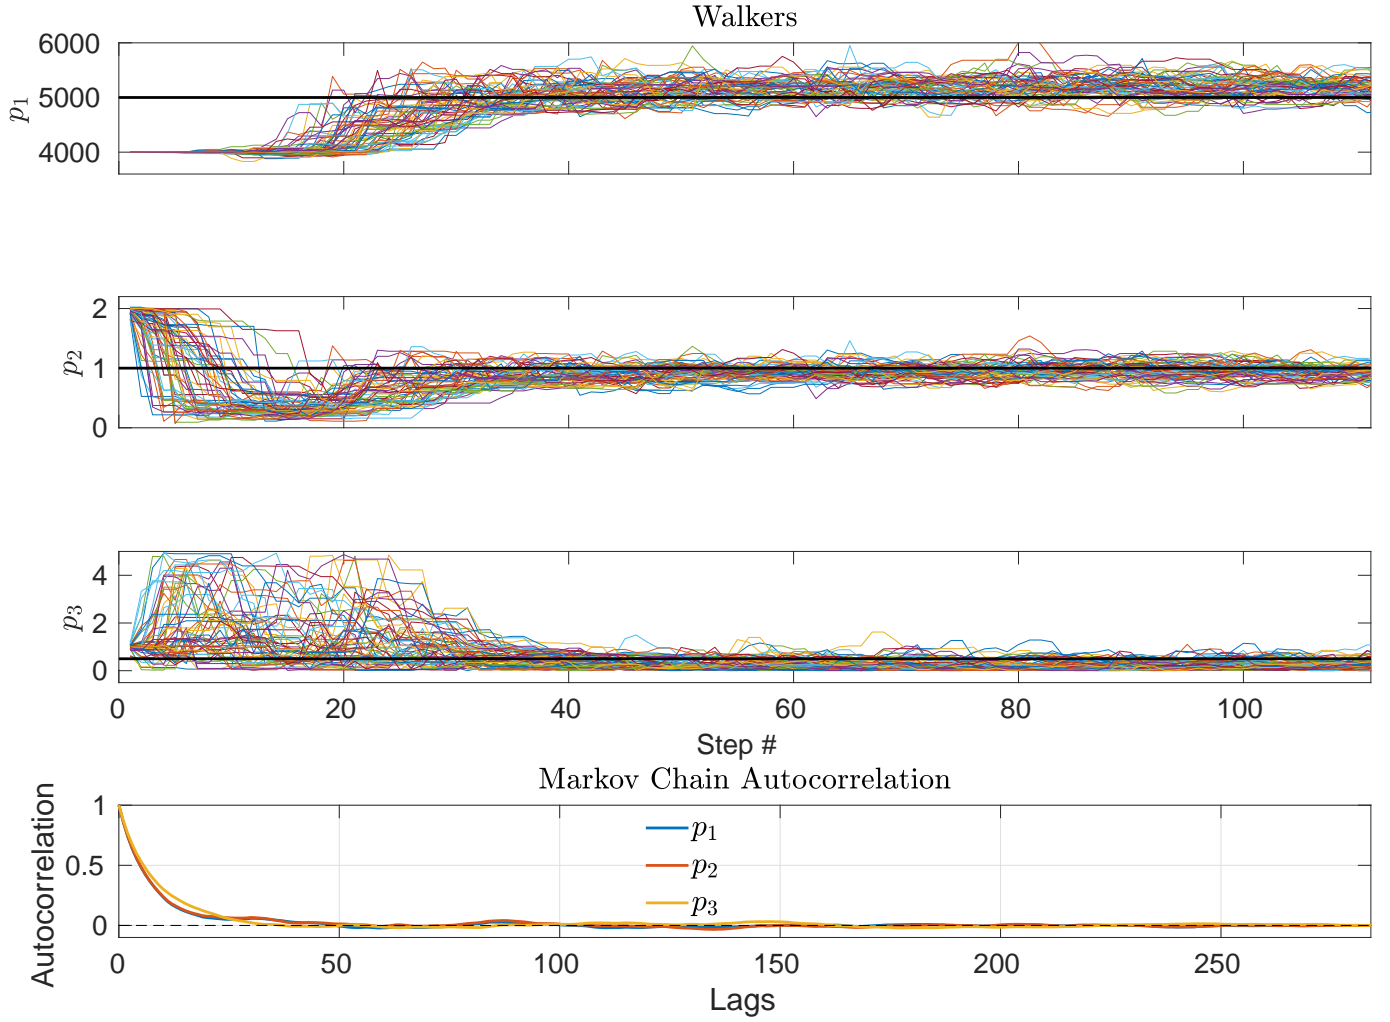 Walkers
6000
5000
4000
p1
2
1
0
p2
4
2
0
p3
0 20 40 60 80 100
Step #
Markov Chain Autocorrelation
1
0.5
0
Autocorrelation
p1
p2
p3
0 50 100 150 200 250
Lags